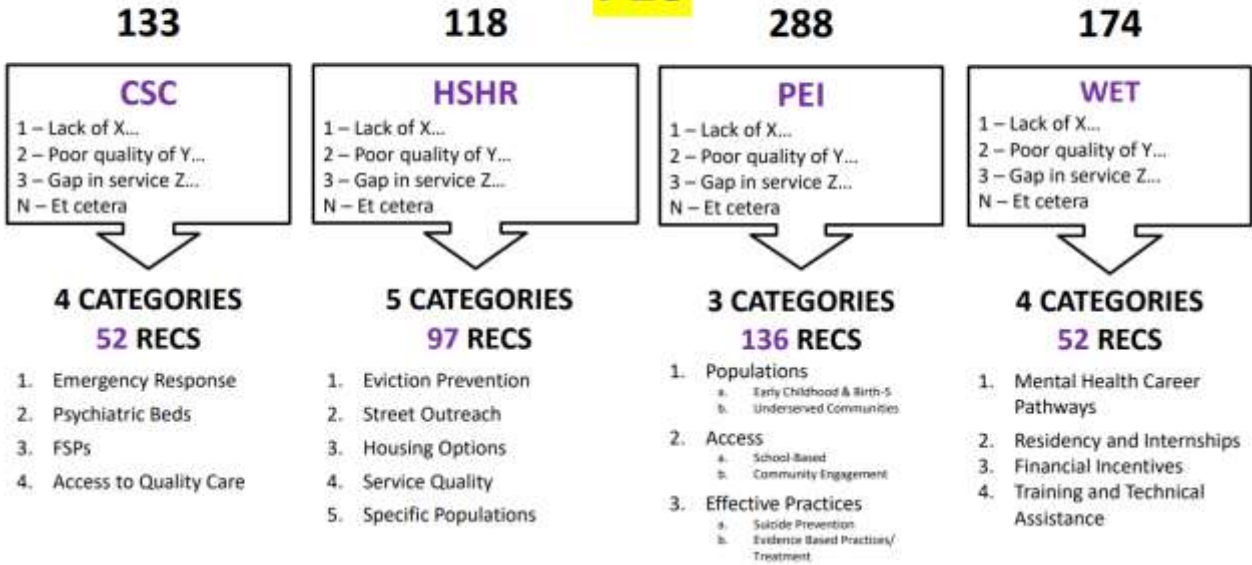 133
118
288
174
CSC
1 – Lack of X...
2 – Poor quality of Y...
3 – Gap in service Z...
N – Et cetera
HSHR
1 – Lack of X...
2 – Poor quality of Y...
3 – Gap in service Z...
N – Et cetera
PEI
1 – Lack of X...
2 – Poor quality of Y...
3 – Gap in service Z...
N – Et cetera
WET
1 – Lack of X...
2 – Poor quality of Y...
3 – Gap in service Z...
N – Et cetera
4 CATEGORIES
52 RECS
1. Emergency Response
2. Psychiatric Beds
3. FSPs
4. Access to Quality Care
5 CATEGORIES
97 RECS
1. Eviction Prevention
2. Street Outreach
3. Housing Options
4. Service Quality
5. Specific Populations
3 CATEGORIES
136 RECS
1. Populations
a. Early Childhood & Birth-5
b. Underserved Communities
2. Access
a. School-Based
b. Community Engagement
3. Effective Practices
a. Suicide Prevention
b. Evidence Based Practices/
Treatment
4 CATEGORIES
52 RECS
1. Mental Health Career
Pathways
2. Residency and Internships
3. Financial Incentives
4. Training and Technical
Assistance